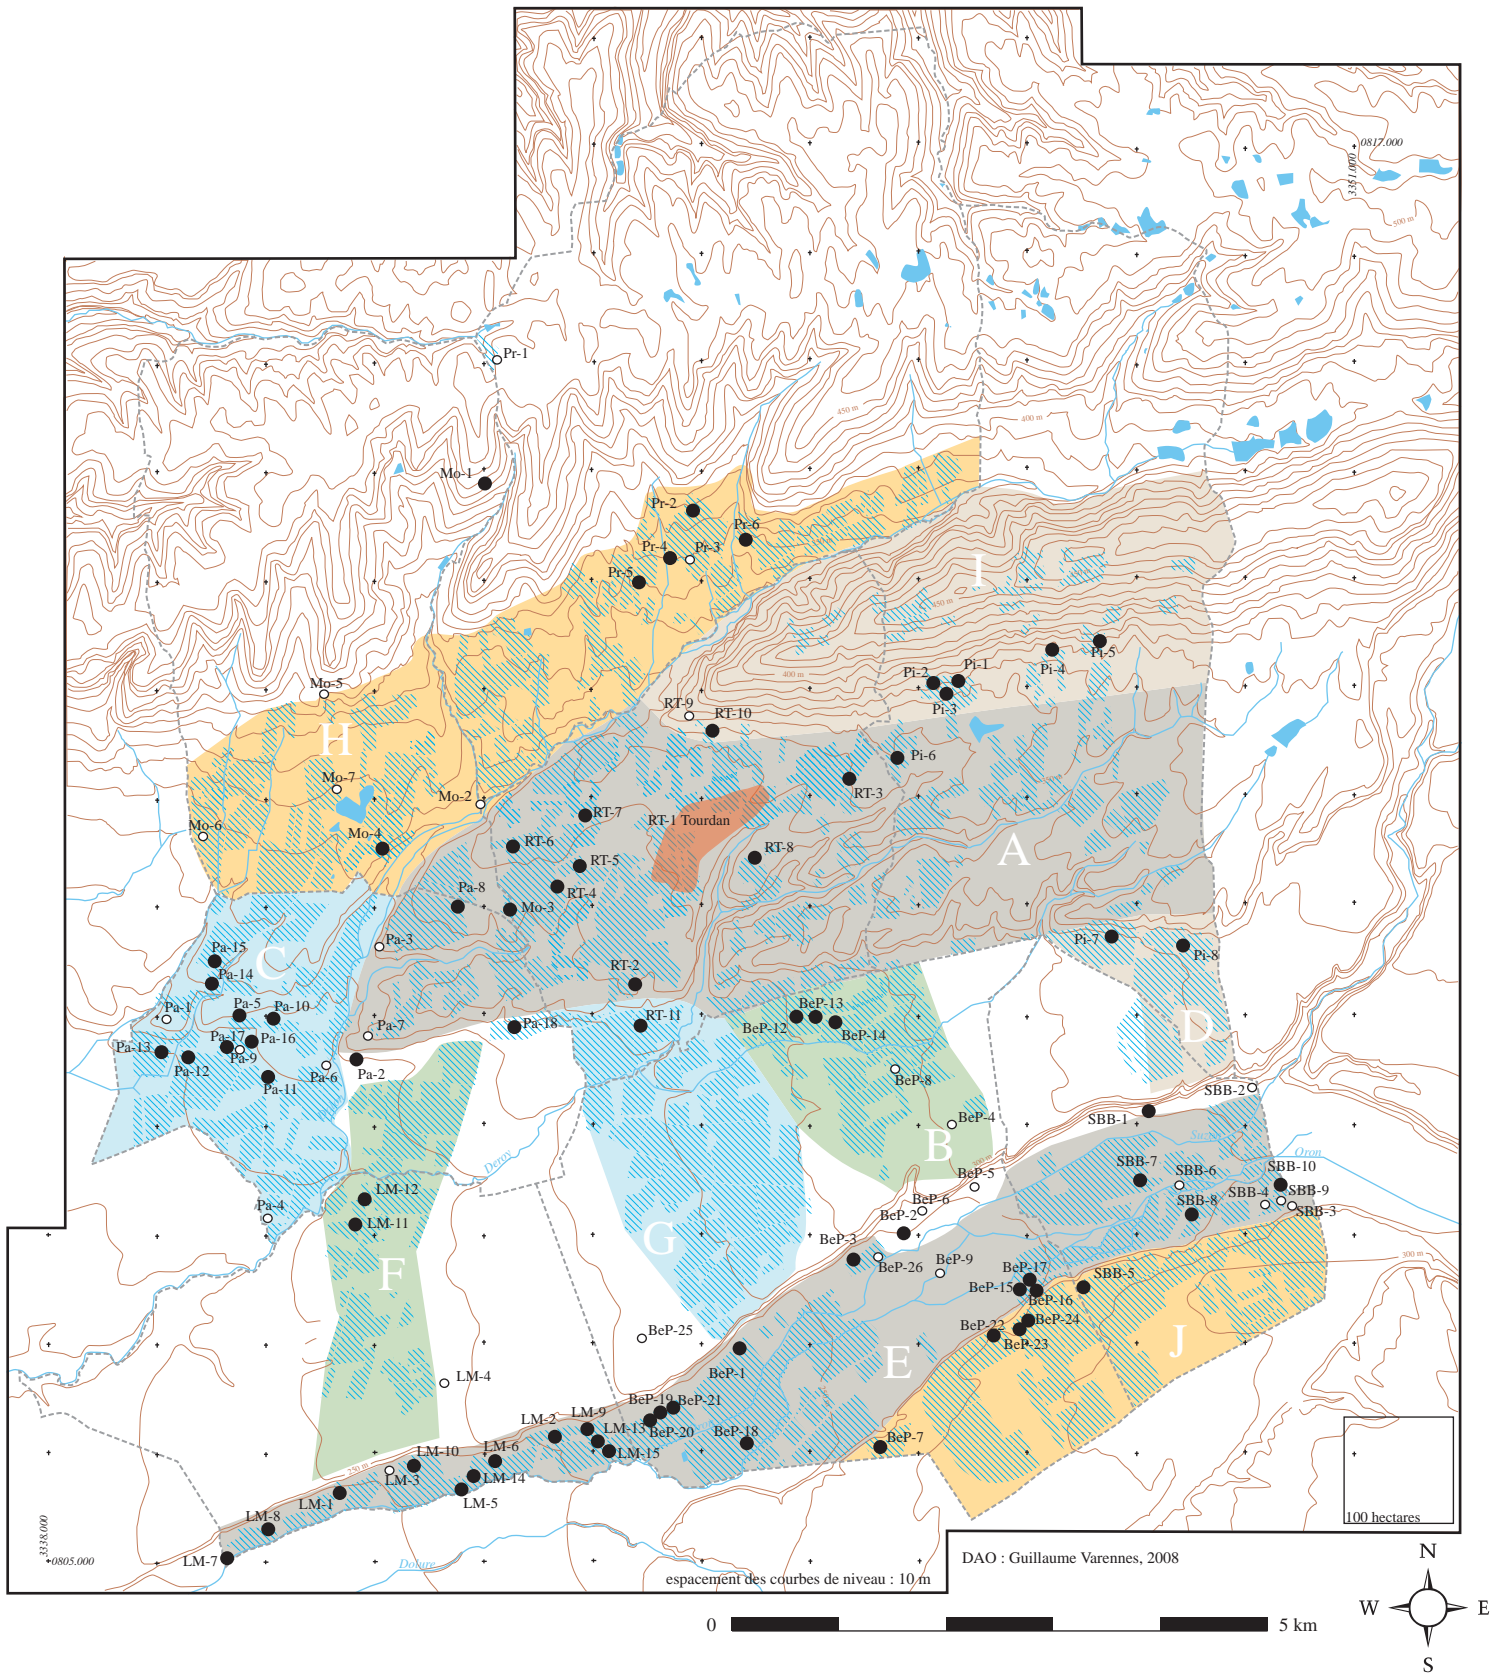 0817.000
3351.000
500 m
Pr-1
450 m
400 m
Mo-1
Pr-2
Pr-6
Pr-4
Pr-3
Pr-5
I
Pi-5
Pi-4
Pi-1
Pi-2
Pi-3
400 m
Mo-5
RT-9
RT-10
H
Pi-6
Mo-7
Mo-2
RT-3
RT-7
RT-1 Tourdan
Mo-6
Mo-4
RT-6
RT-8
A
RT-5
Pa-8
RT-4
Mo-3
Pa-3
Pi-7
Pi-8
Pa-15
C
Pa-14
RT-2
Pa-1
Pa-5
Pa-10
BeP-13
Pa-7
Pa-18
RT-11
BeP-12
BeP-14
D
Pa-13
Pa-17
Pa-16
Pa-9
Pa-12
Pa-6
Pa-2
Pa-11
BeP-8
SBB-2
SBB-1
BeP-4
B
Suzon
Oron
Deroy
300 m
SBB-7
SBB-6
SBB-10
BeP-5
LM-12
SBB-4
SBB-9
Pa-4
BeP-6
SBB-8
SBB-3
LM-11
BeP-2
G
BeP-3
300 m
BeP-26
BeP-9
F
BeP-17
SBB-5
BeP-15
BeP-16
BeP-24
BeP-22
BeP-25
BeP-23
J
E
BeP-1
LM-4
BeP-19
BeP-21
LM-2
LM-9
LM-13
BeP-20
BeP-18
BeP-7
LM-10
LM-6
LM-15
250 m
LM-3
LM-14
LM-1
LM-5
LM-8
100 hectares
3338.000
0805.000
LM-7
Dolure
DAO : Guillaume Varennes, 2008
espacement des courbes de niveau : 10 m
N
W
E
S
0
5 km